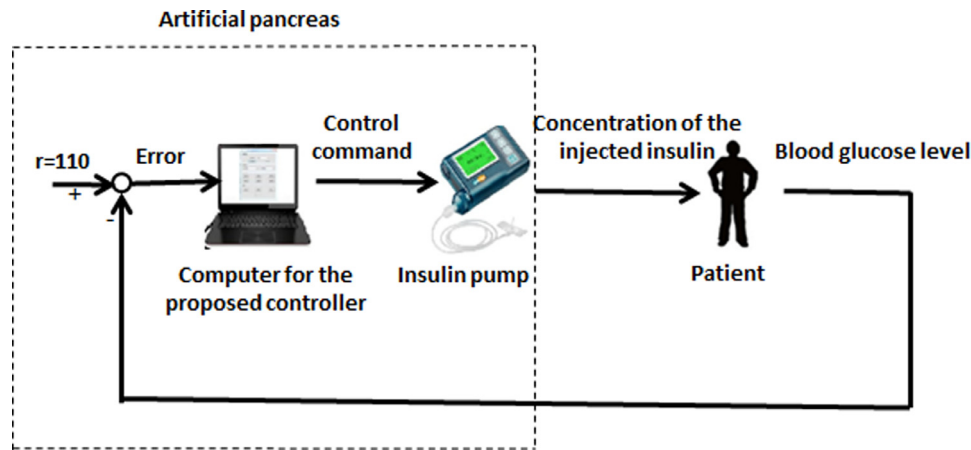 Artificial pancreas
r=110
+
-
Error
Control
command
Concentration of the
injected insulin
Blood glucose level
Computer for the
proposed controller
Insulin pump
Patient